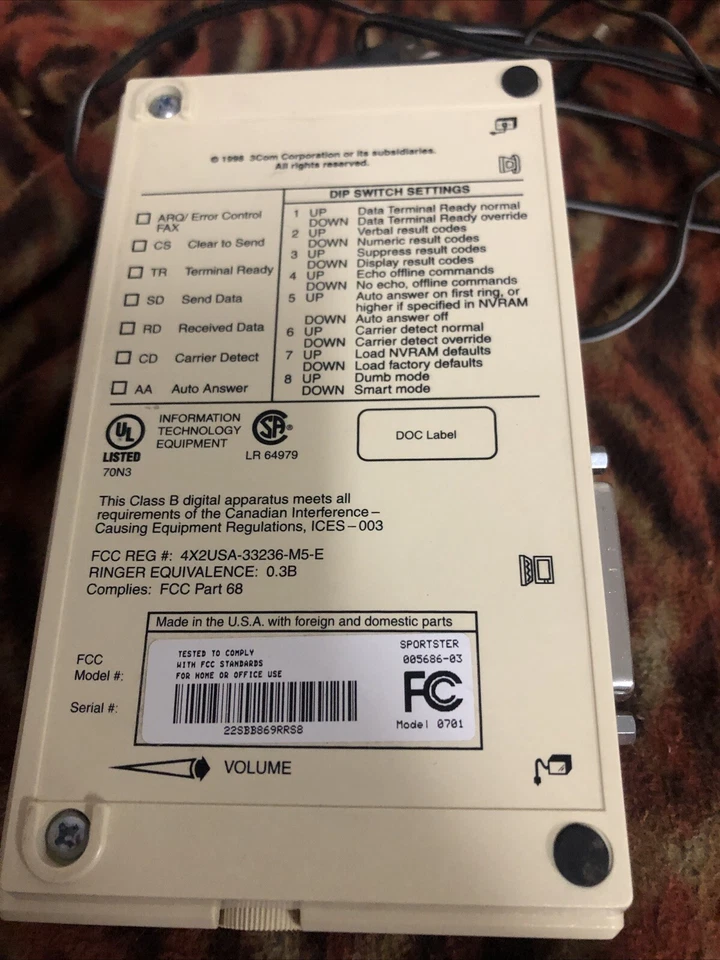 © 1998 3Com Corporation or its subsidiaries.
All rights reserved.
ARQ/ Error Control
FAX
CS Clear to Send
TR Terminal Ready
SD Send Data
RD Received Data
CD Carrier Detect
AA Auto Answer
DIP SWITCH SETTINGS
1 UP Data Terminal Ready normal
DOWN Data Terminal Ready override
2 UP Verbal result codes
DOWN Numeric result codes
3 UP Suppress result codes
DOWN Display result codes
4 UP Echo offline commands
DOWN No echo, offline commands
5 UP Auto answer on first ring, or
higher if specified in NVRAM
DOWN Auto answer off
6 UP Carrier detect normal
DOWN Carrier detect override
7 UP Load NVRAM defaults
DOWN Load factory defaults
8 UP Dumb mode
DOWN Smart mode
UL
LISTED
70N3
INFORMATION
TECHNOLOGY
EQUIPMENT
SA
LR 64979
DOC Label
This Class B digital apparatus meets all
requirements of the Canadian Interference-
Causing Equipment Regulations, ICES-003
FCC REG #: 4X2USA-33236-M5-E
RINGER EQUIVALENCE: 0.3B
Complies: FCC Part 68
Made in the U.S.A. with foreign and domestic parts
FCC
Model #:
Serial #:
TESTED TO COMPLY
WITH FCC STANDARDS
FOR HOME OR OFFICE USE
22SBB869RRS8
SPORTSTER
005686-03
FC
Model 0701
VOLUME